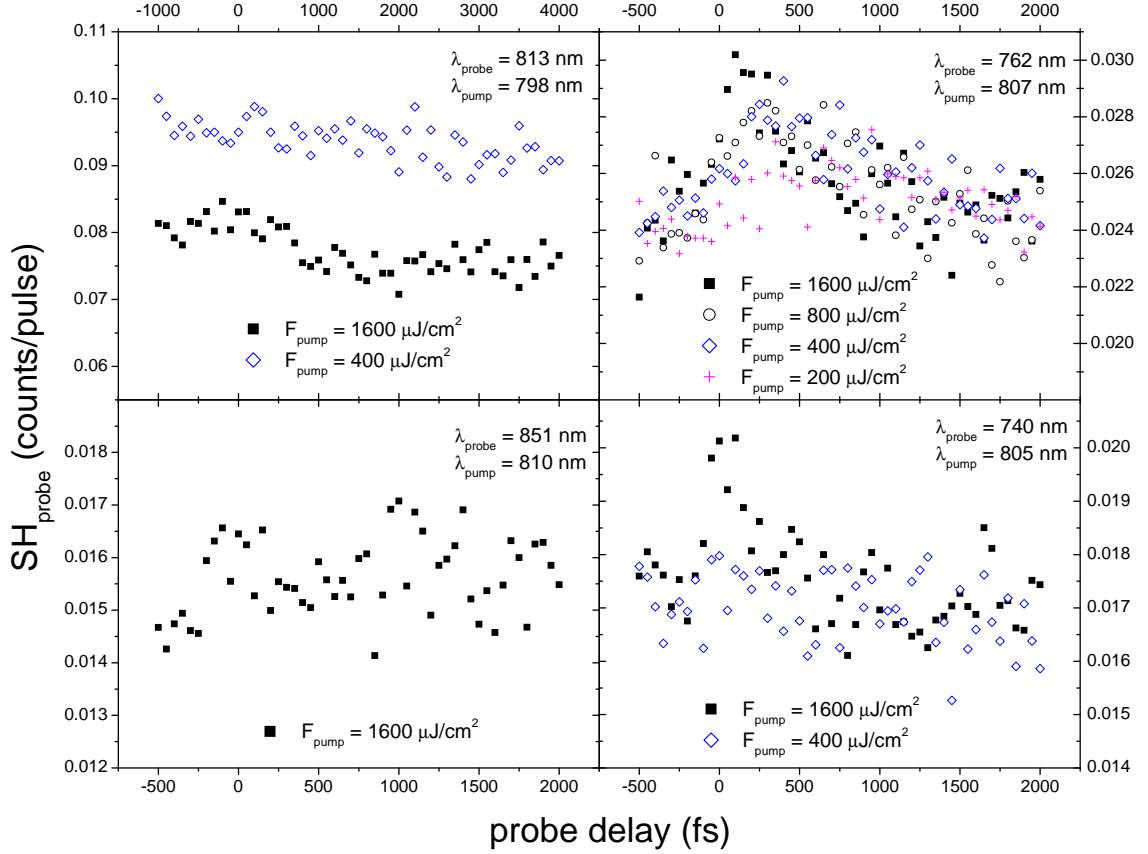 -1000 0 1000 2000 3000 4000
-500 0 500 1000 1500 2000
0.11
0.10
0.09
0.08
0.07
0.06
λprobe = 813 nm
λpump = 798 nm
Fpump = 1600 μJ/cm2
Fpump = 400 μJ/cm2
λprobe = 762 nm
λpump = 807 nm
Fpump = 1600 μJ/cm2
Fpump = 800 μJ/cm2
Fpump = 400 μJ/cm2
Fpump = 200 μJ/cm2
0.030
0.028
0.026
0.024
0.022
0.020
SHprobe (counts/pulse)
0.018
0.017
0.016
0.015
0.014
0.013
0.012
λprobe = 851 nm
λpump = 810 nm
Fpump = 1600 μJ/cm2
λprobe = 740 nm
λpump = 805 nm
Fpump = 1600 μJ/cm2
Fpump = 400 μJ/cm2
0.020
0.019
0.018
0.017
0.016
0.015
0.014
-500 0 500 1000 1500 2000
-500 0 500 1000 1500 2000
probe delay (fs)